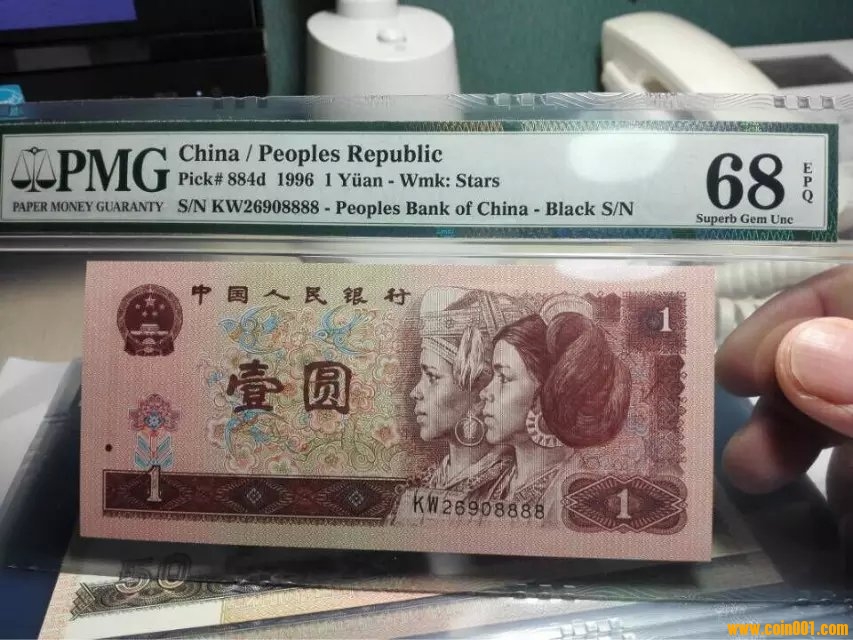 PMG
PAPER MONEY GUARANTY
China / Peoples Republic
Pick# 884d 1996 1 Yüan - Wmk: Stars
S/N KW26908888 - Peoples Bank of China - Black S/N
68
EPQ
Superb Gem Unc
中国人民银行
1
壹圆
1
KW26908888
1
50
www.coin001.com